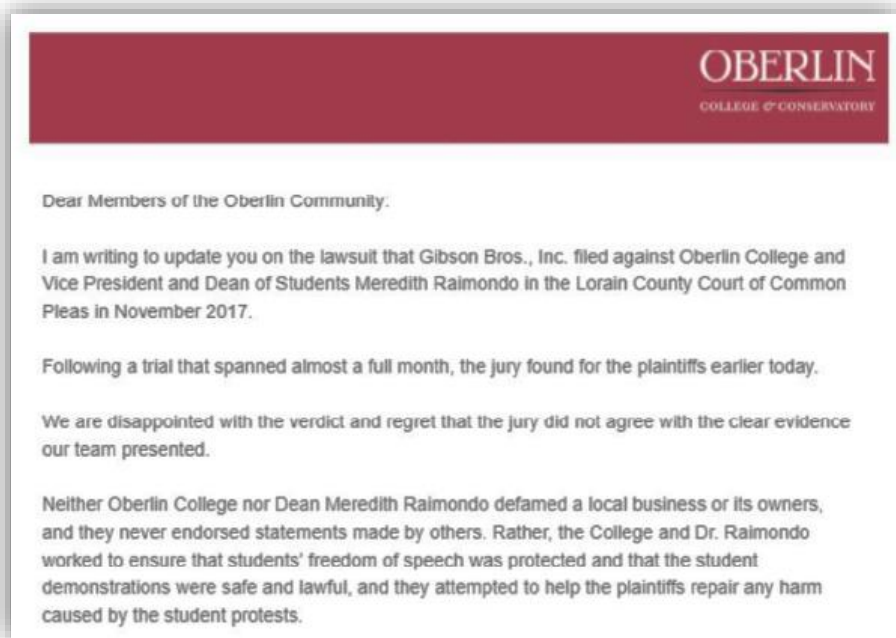 OBERLIN
COLLEGE & CONSERVATORY
Dear Members of the Oberlin Community:
I am writing to update you on the lawsuit that Gibson Bros., Inc. filed against Oberlin College and
Vice President and Dean of Students Meredith Raimondo in the Lorain County Court of Common
Pleas in November 2017.
Following a trial that spanned almost a full month, the jury found for the plaintiffs earlier today.
We are disappointed with the verdict and regret that the jury did not agree with the clear evidence
our team presented.
Neither Oberlin College nor Dean Meredith Raimondo defamed a local business or its owners,
and they never endorsed statements made by others. Rather, the College and Dr. Raimondo
worked to ensure that students' freedom of speech was protected and that the student
demonstrations were safe and lawful, and they attempted to help the plaintiffs repair any harm
caused by the student protests.